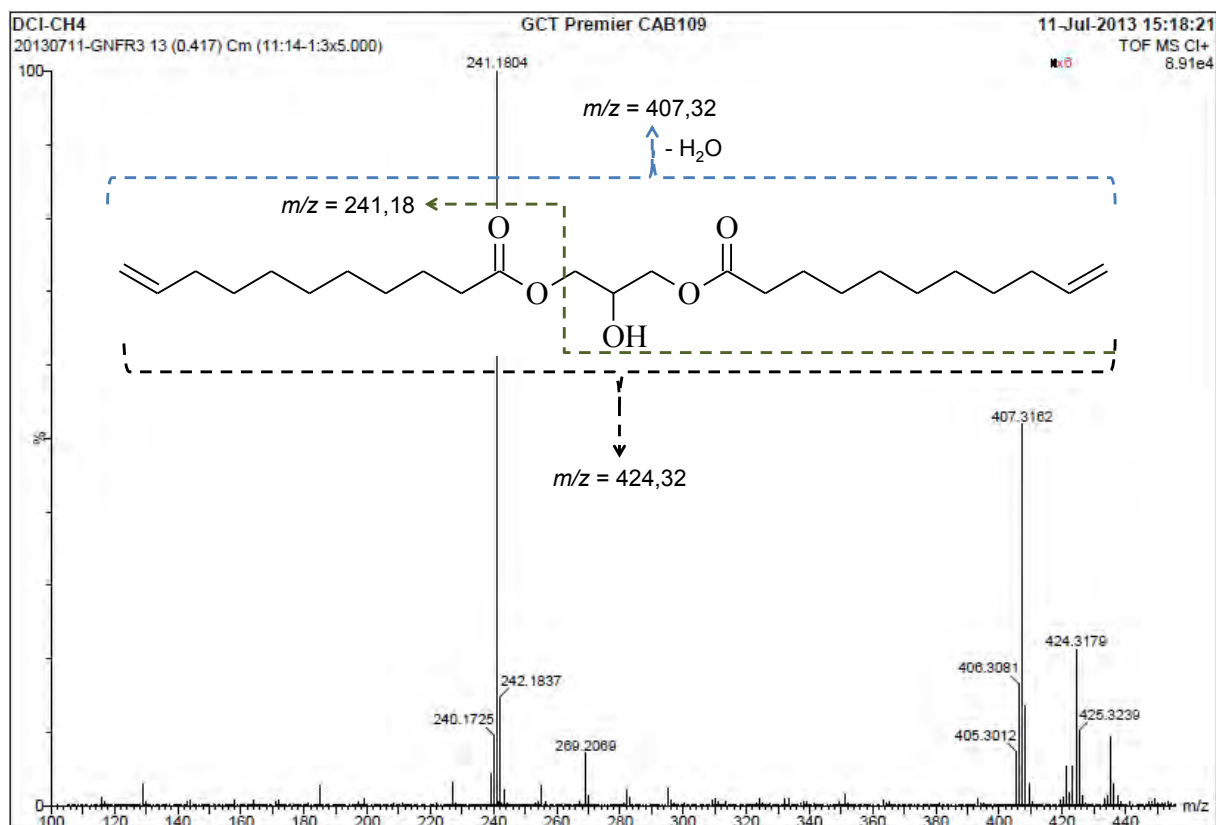 DCI-CH4 GCT Premier CAB109 11-Jul-2013 15:18:21
20130711-GNFR3 13 (0.417) Cm (11:14-1:3x5.000) TOF MS CI+
x6 8.91e4
100
241.1804
m/z = 407,32
- H2O
m/z = 241,18
O O
O O
OH
407.3162
%
m/z = 424,32
424.3179
406.3081
242.1837
425.3239
240.1725
405.3012
269.2069
0
m/z
100 120 140 160 180 200 220 240 260 280 300 320 340 360 380 400 420 440